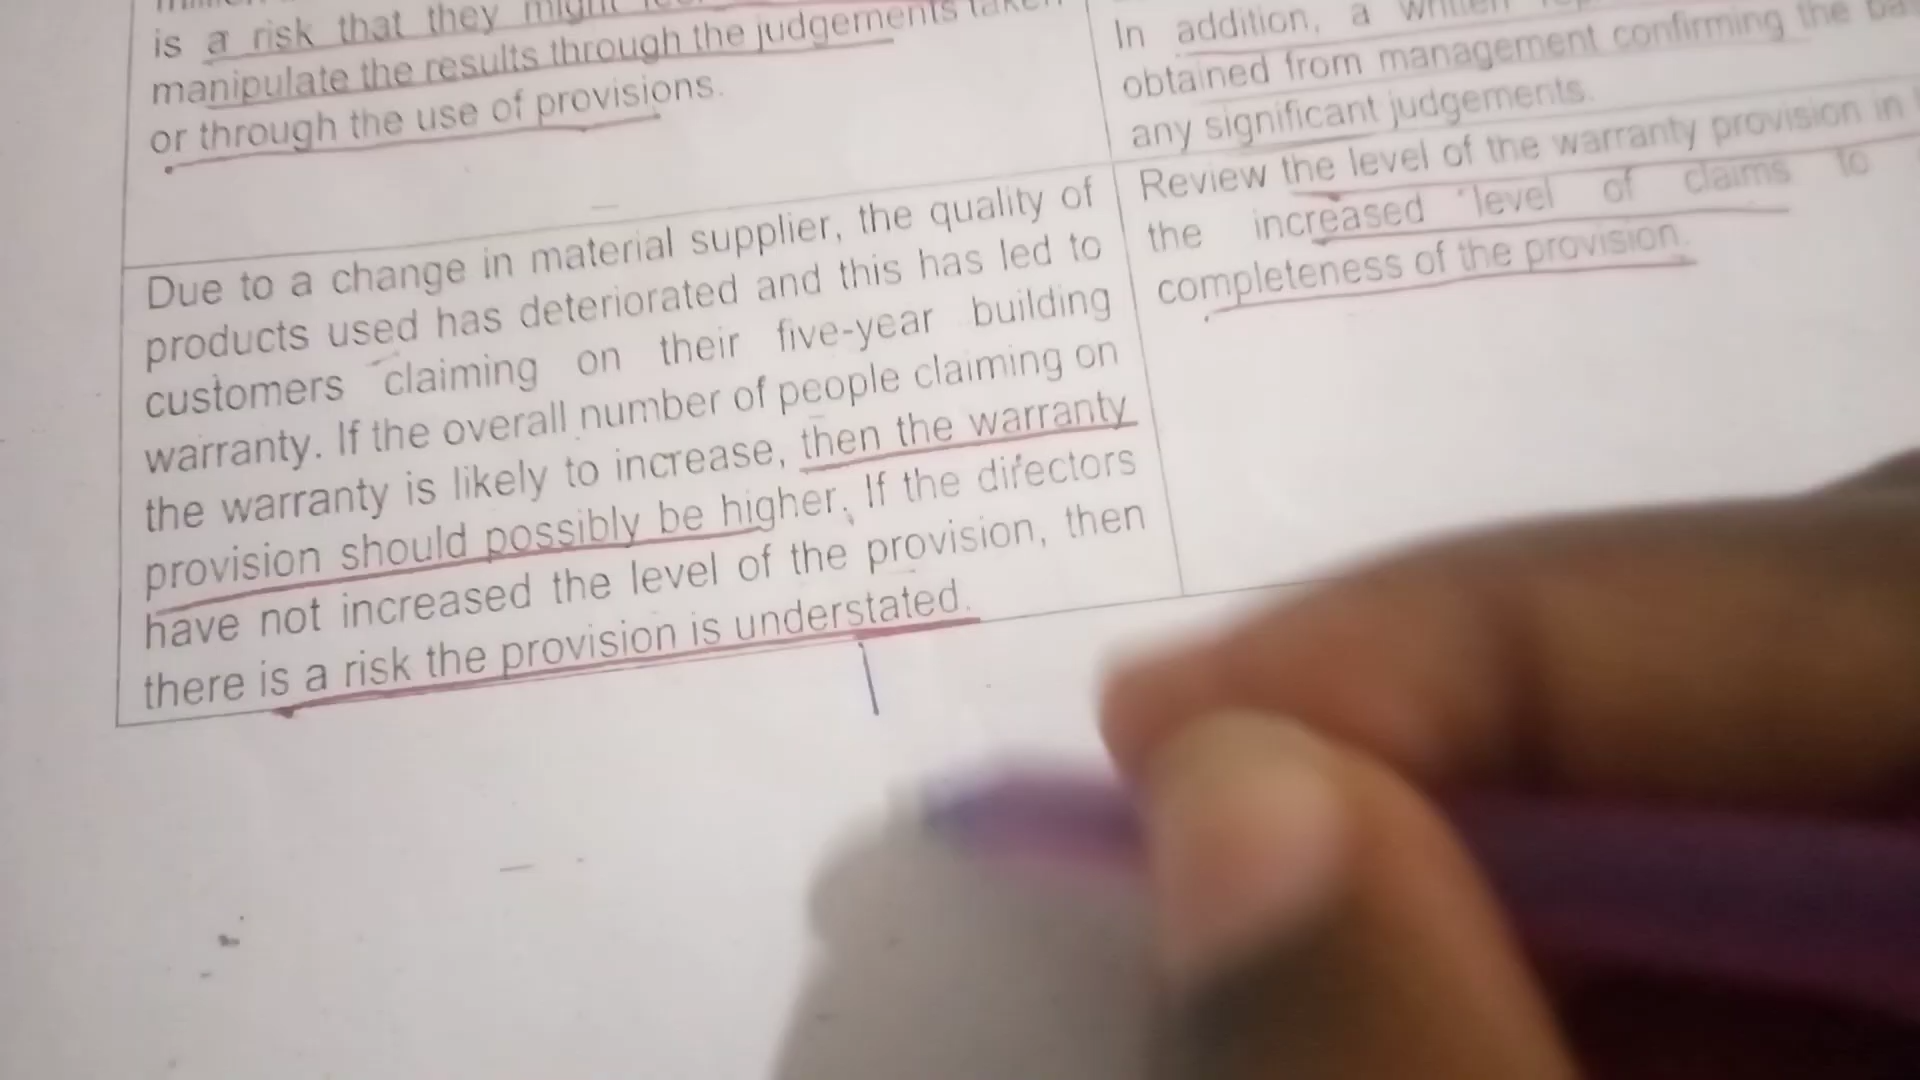 is a risk that they might
manipulate the results through the judgements taken
or through the use of provisions.
In addition, a written
obtained from management confirming the
any significant judgements.
Due to a change in material supplier, the quality of
products used has deteriorated and this has led to
customers claiming on their five-year building
warranty. If the overall number of people claiming on
the warranty is likely to increase, then the warranty
provision should possibly be higher. If the directors
have not increased the level of the provision, then
there is a risk the provision is understated.
Review the level of the warranty provision in
the increased level of claims to
completeness of the provision.